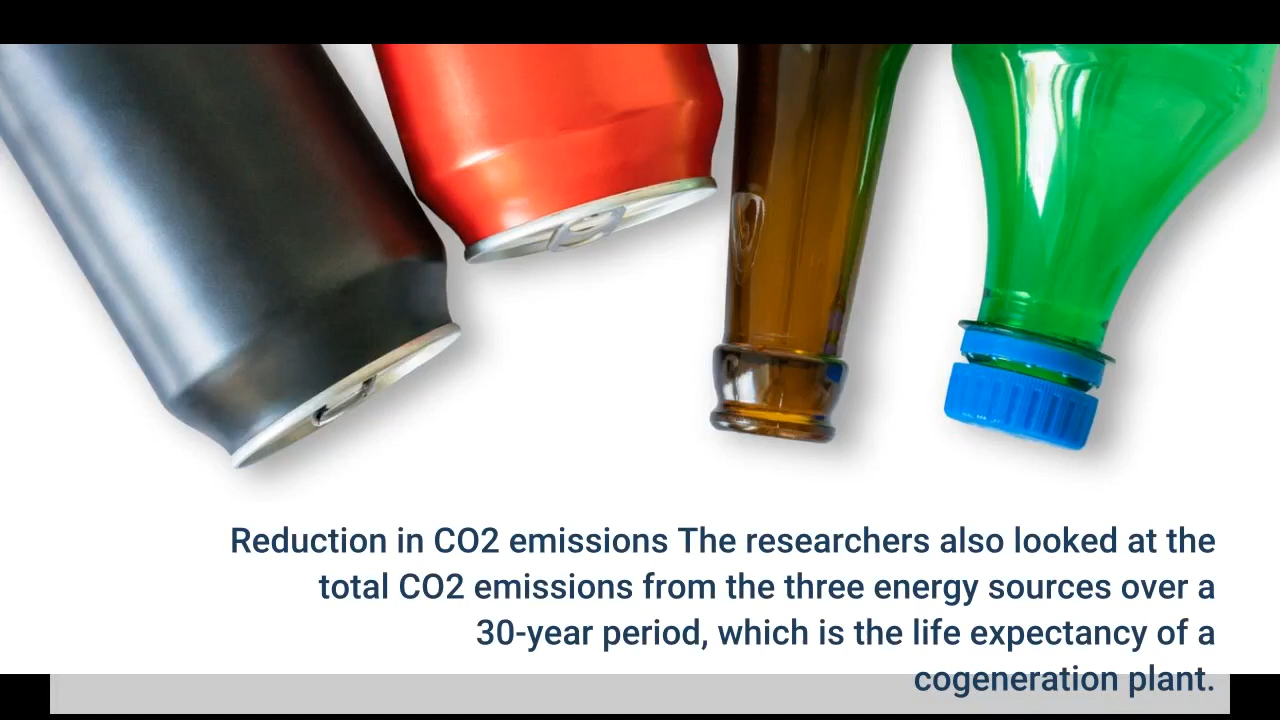 Reduction in CO2 emissions The researchers also looked at the
total CO2 emissions from the three energy sources over a
30-year period, which is the life expectancy of a
cogeneration plant.